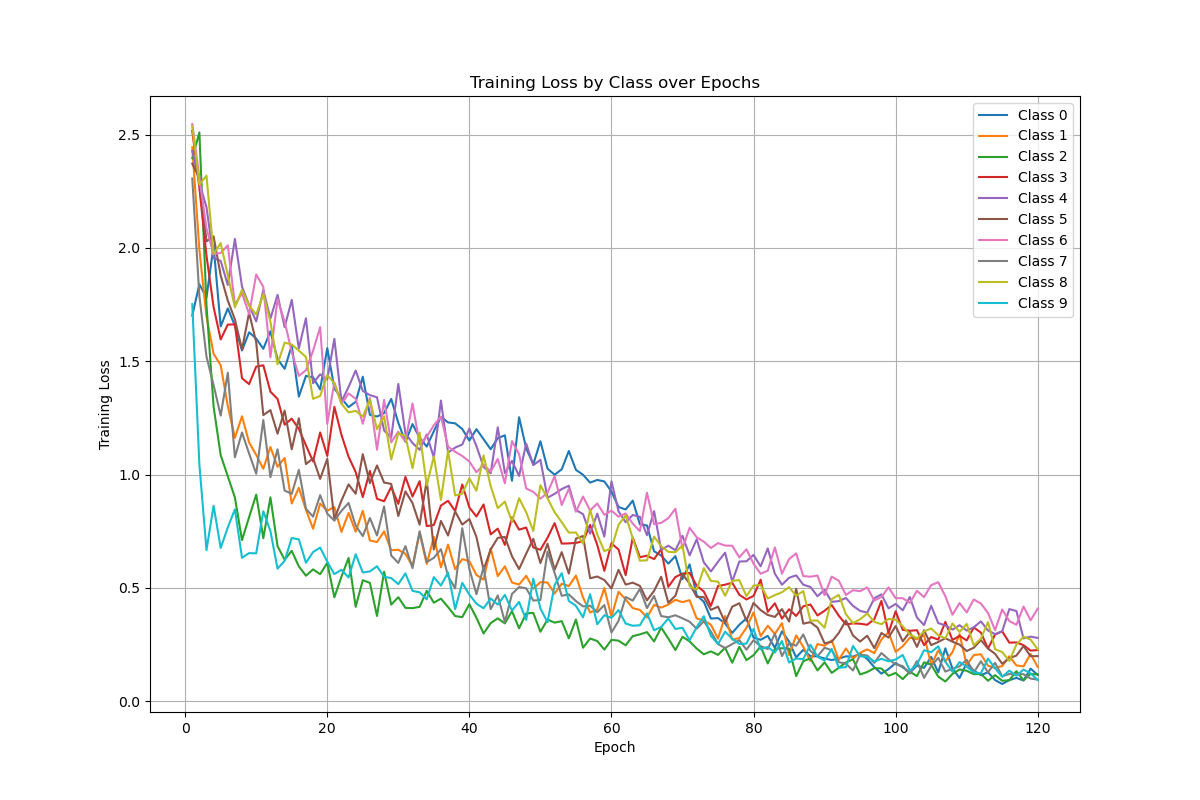 Training Loss by Class over Epochs
Training Loss
2.5
2.0
1.5
1.0
0.5
0.0
0 20 40 60 80 100 120
Epoch
Class 0
Class 1
Class 2
Class 3
Class 4
Class 5
Class 6
Class 7
Class 8
Class 9